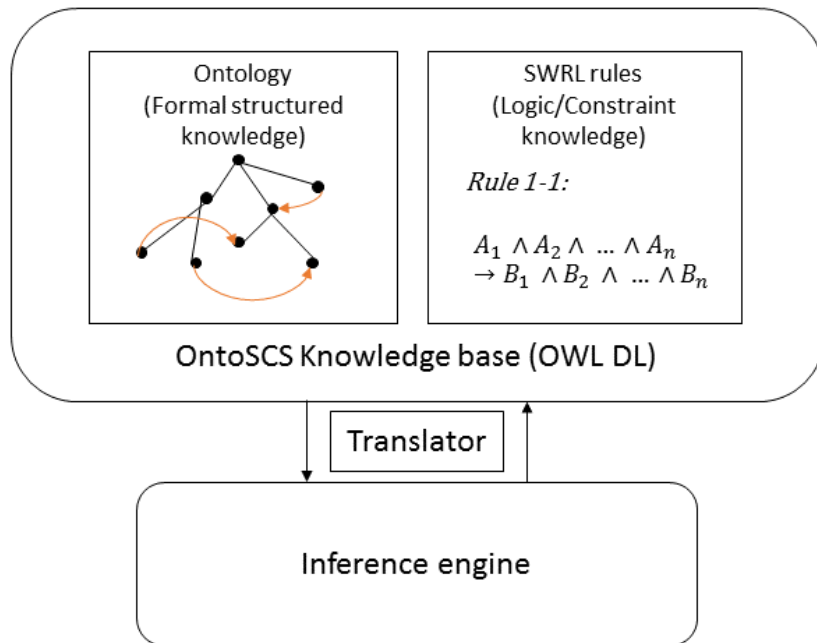 Ontology
(Formal structured
knowledge)
SWRL rules
(Logic/Constraint
knowledge)
Rule 1-1:
A₁ ∧ A₂ ∧ … ∧ Aₙ
→ B₁ ∧ B₂ ∧ … ∧ Bₙ
OntoSCS Knowledge base (OWL DL)
Translator
Inference engine